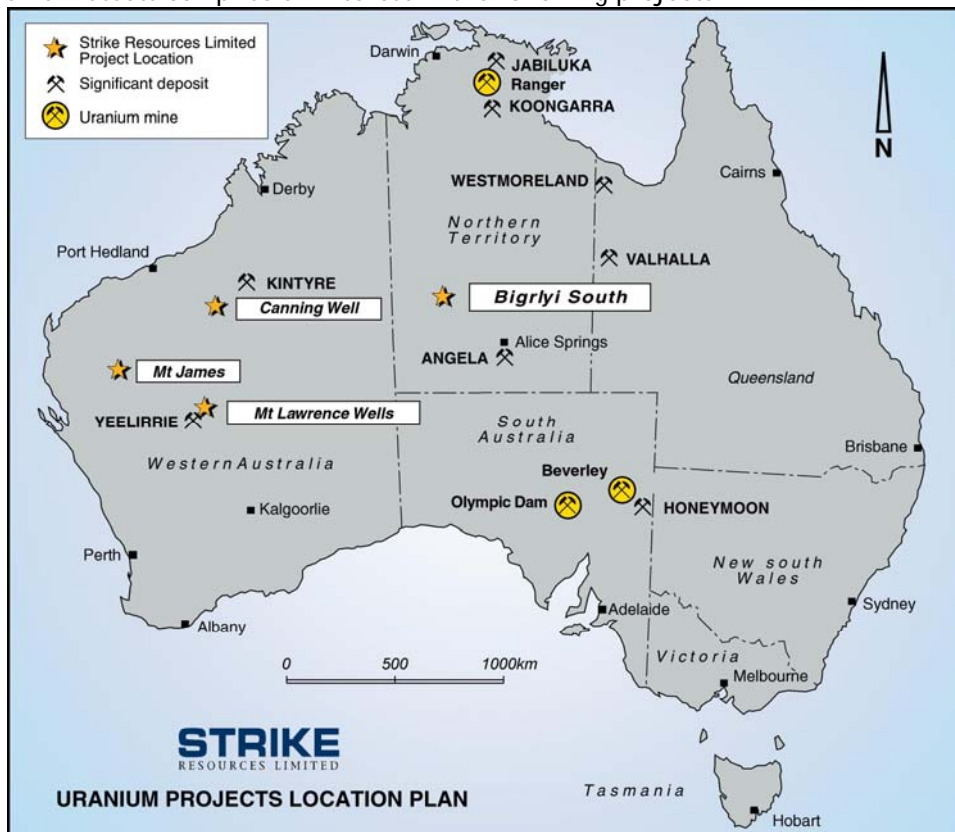 the following projects
Strike Resources Limited
Project Location
Significant deposit
Uranium mine
Darwin
JABILUKA
Ranger
KOONGARRA
N
Cairns
WESTMORELAND
Derby
Northern
Territory
Port Hedland
VALHALLA
KINTYRE
Canning Well
Bigrlyi South
Alice Springs
ANGELA
Mt James
Queensland
Mt Lawrence Wells
YEELIRRIE
South
Australia
Brisbane
Western Australia
Beverley
Olympic Dam
HONEYMOON
Kalgoorlie
Perth
New south
Wales
Sydney
Adelaide
Albany
Victoria
Melbourne
0 500 1000km
STRIKE
RESOURCES LIMITED
URANIUM PROJECTS LOCATION PLAN
Tasmania
Hobart